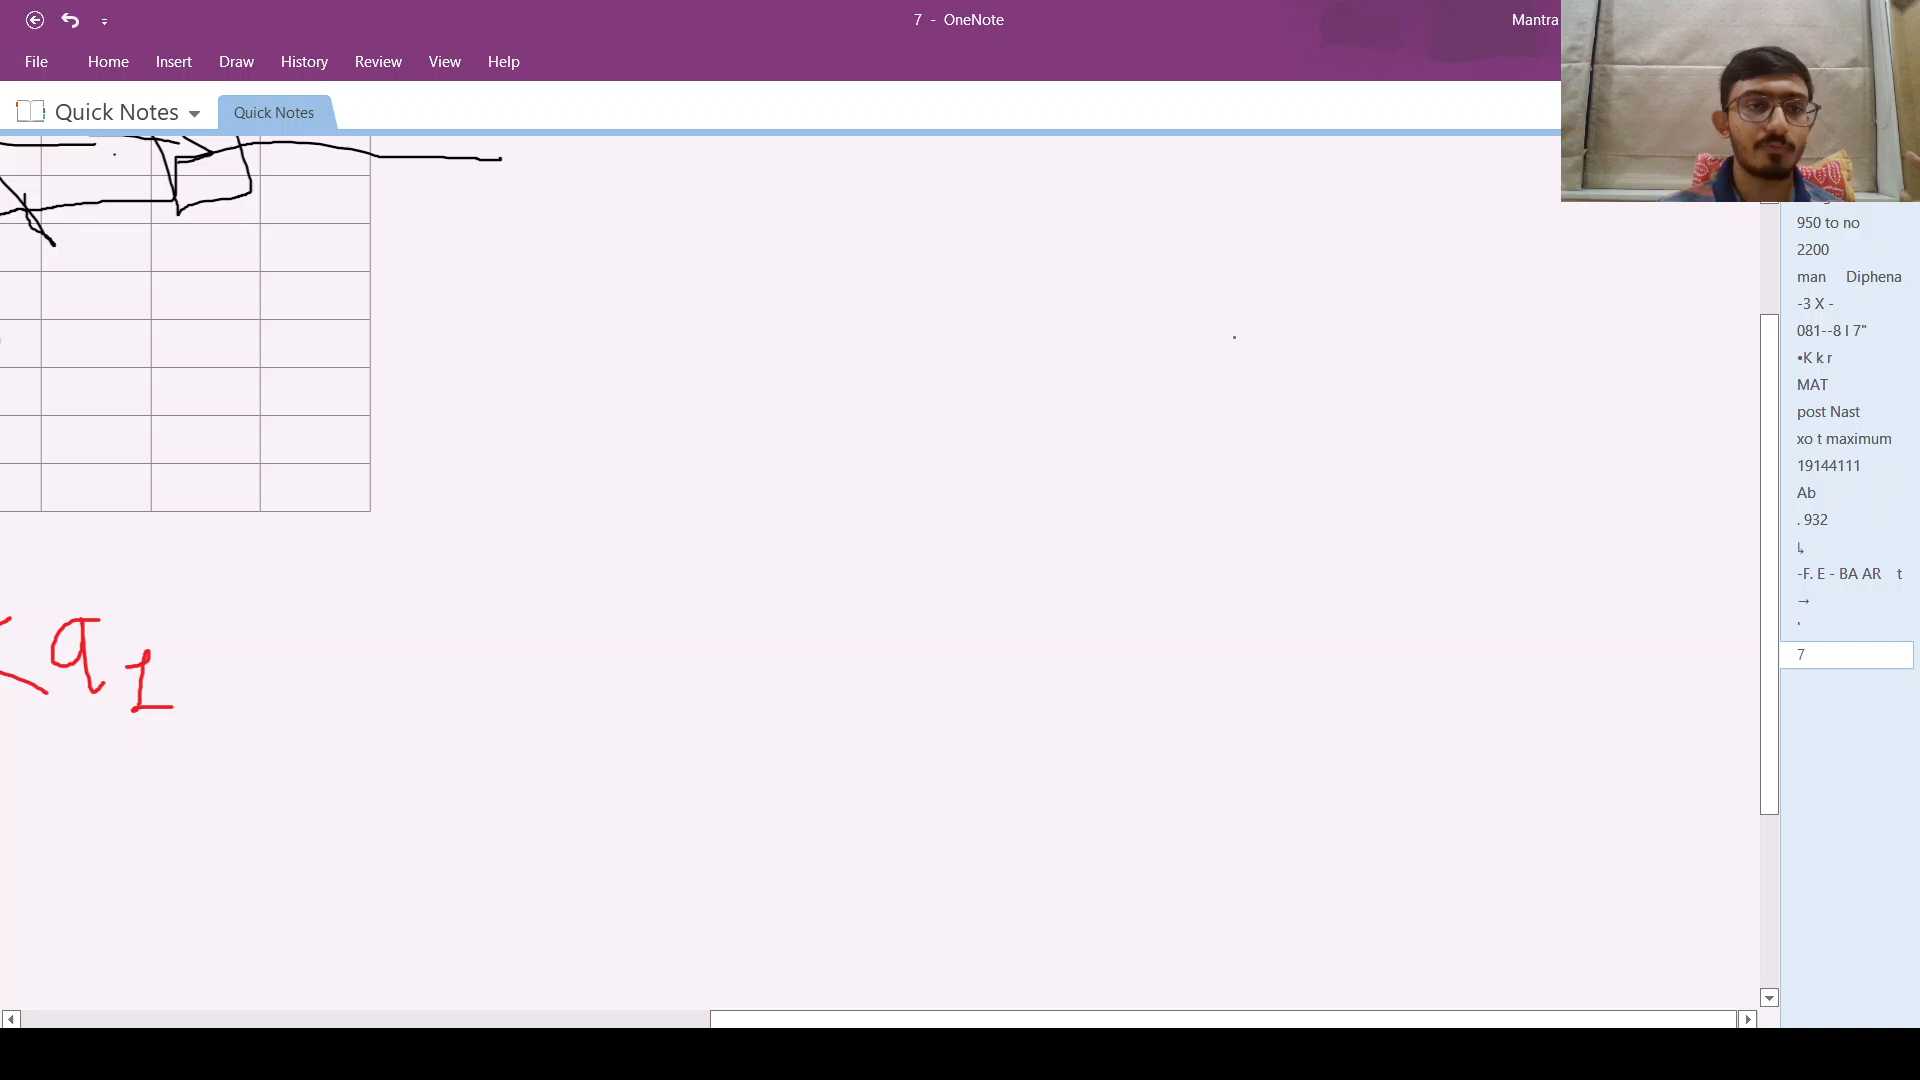 7 - OneNote
Mantra
File Home Insert Draw History Review View Help
Quick Notes
Quick Notes
950 to no
2200
man Diphena
-3 X -
081--8 I 7"
•K k r
MAT
post Nast
xo t maximum
19144111
Ab
. 932
↳
-F. E - BA AR t
→
'
7
q 1